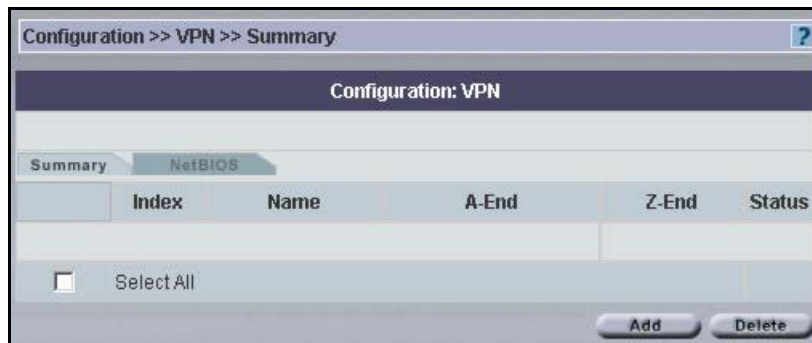 Configuration >> VPN >> Summary ?
Configuration: VPN
Summary NetBIOS
Index Name A-End Z-End Status
Select All
Add Delete